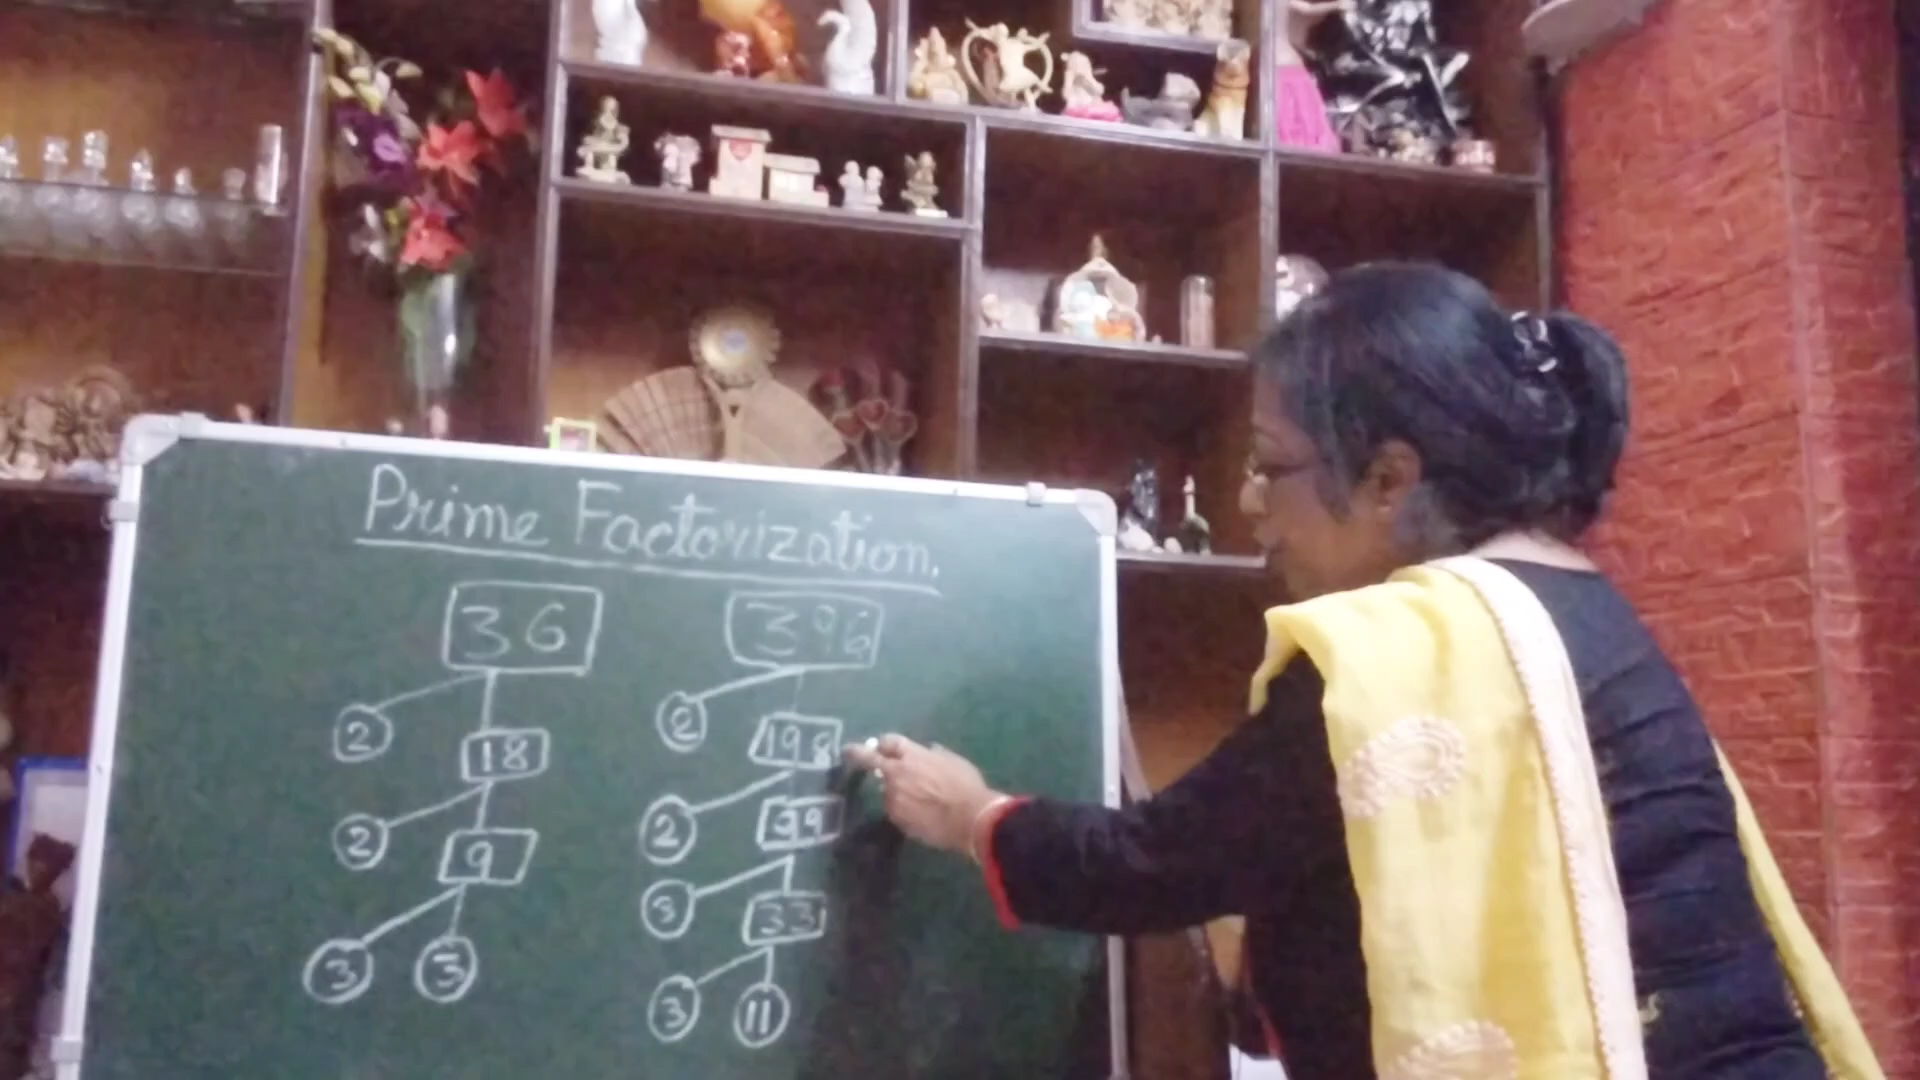 Prime Factorization.
36 396
2 18 2 198
2 9 2 99
3 3 3 33
3 11